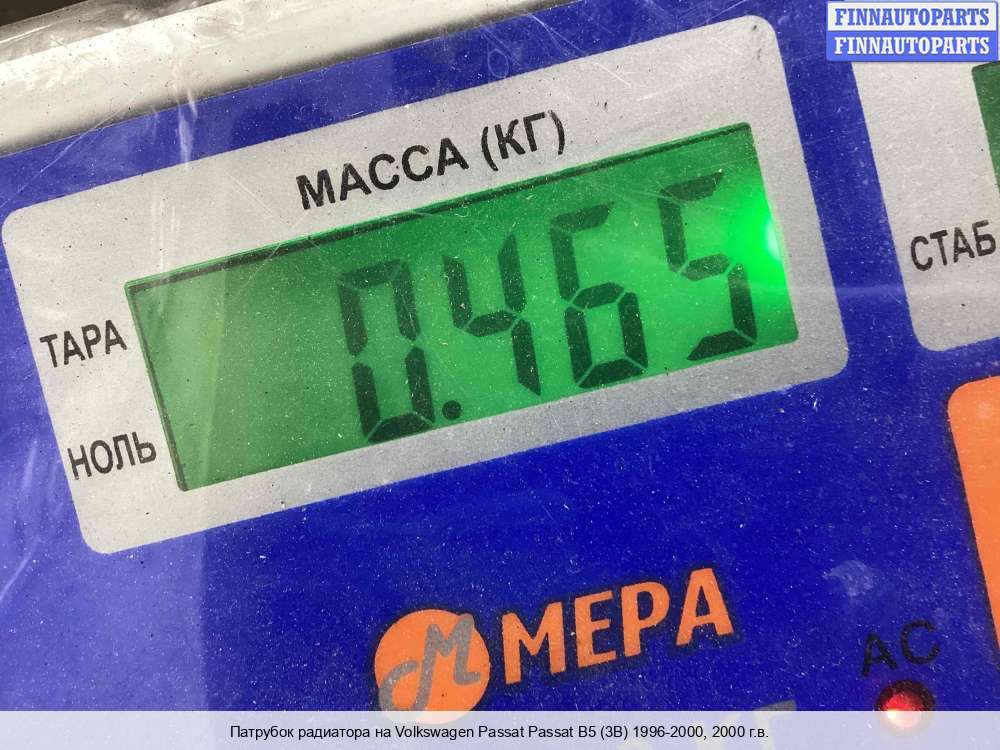 FINNAUTOPARTS
FINNAUTOPARTS
МАССА (КГ)
0.465
ТАРА
НОЛЬ
СТАБ
МЕРА
AC
Патрубок радиатора на Volkswagen Passat Passat B5 (3B) 1996-2000, 2000 г.в.